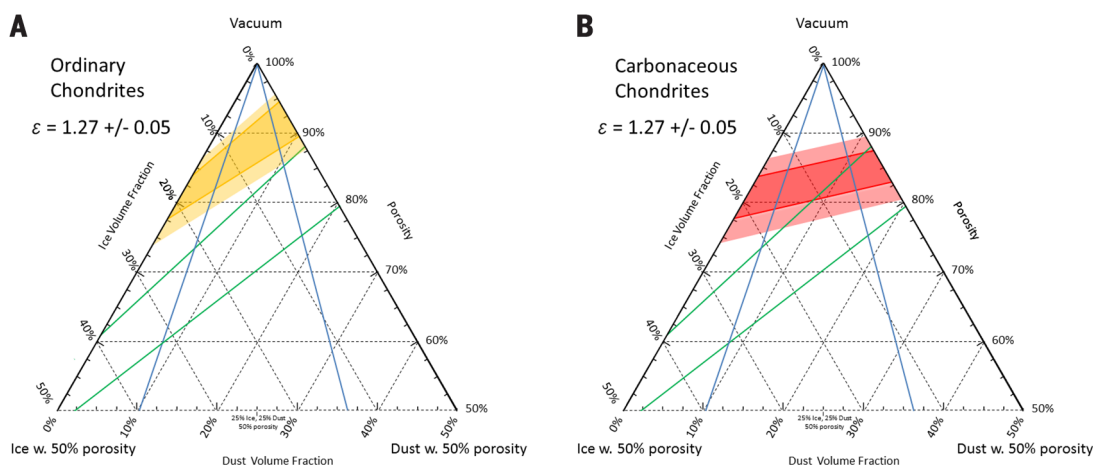 A
Vacuum
Ordinary
Chondrites
ε = 1.27 +/- 0.05
0%
100%
10%
90%
20%
80%
30%
70%
40%
60%
50%
50%
Ice Volume Fraction
Porosity
0%
10%
20%
30%
40%
50%
25% Ice, 25% Dust
50% porosity
Ice w. 50% porosity
Dust w. 50% porosity
Dust Volume Fraction
B
Vacuum
Carbonaceous
Chondrites
ε = 1.27 +/- 0.05
0%
100%
10%
90%
20%
80%
30%
70%
40%
60%
50%
50%
Ice Volume Fraction
Porosity
0%
10%
20%
30%
40%
50%
25% Ice, 25% Dust
50% porosity
Ice w. 50% porosity
Dust w. 50% porosity
Dust Volume Fraction